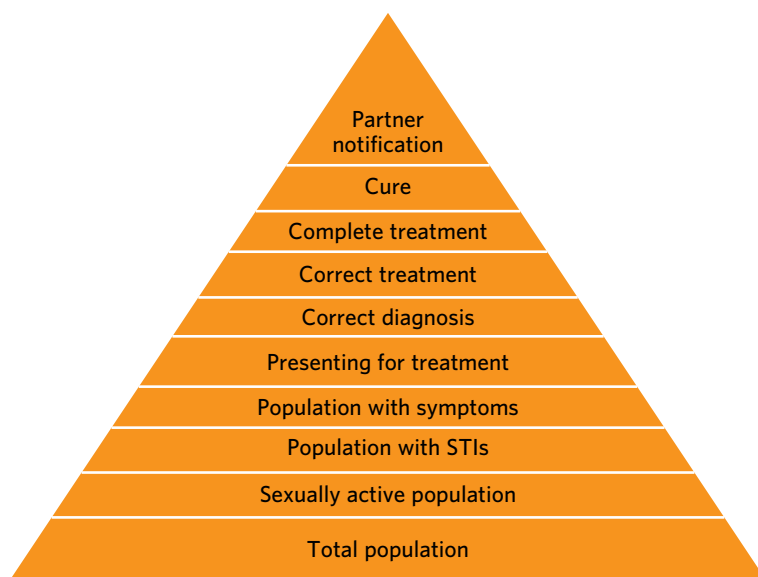 Partner
notification
Cure
Complete treatment
Correct treatment
Correct diagnosis
Presenting for treatment
Population with symptoms
Population with STIs
Sexually active population
Total population